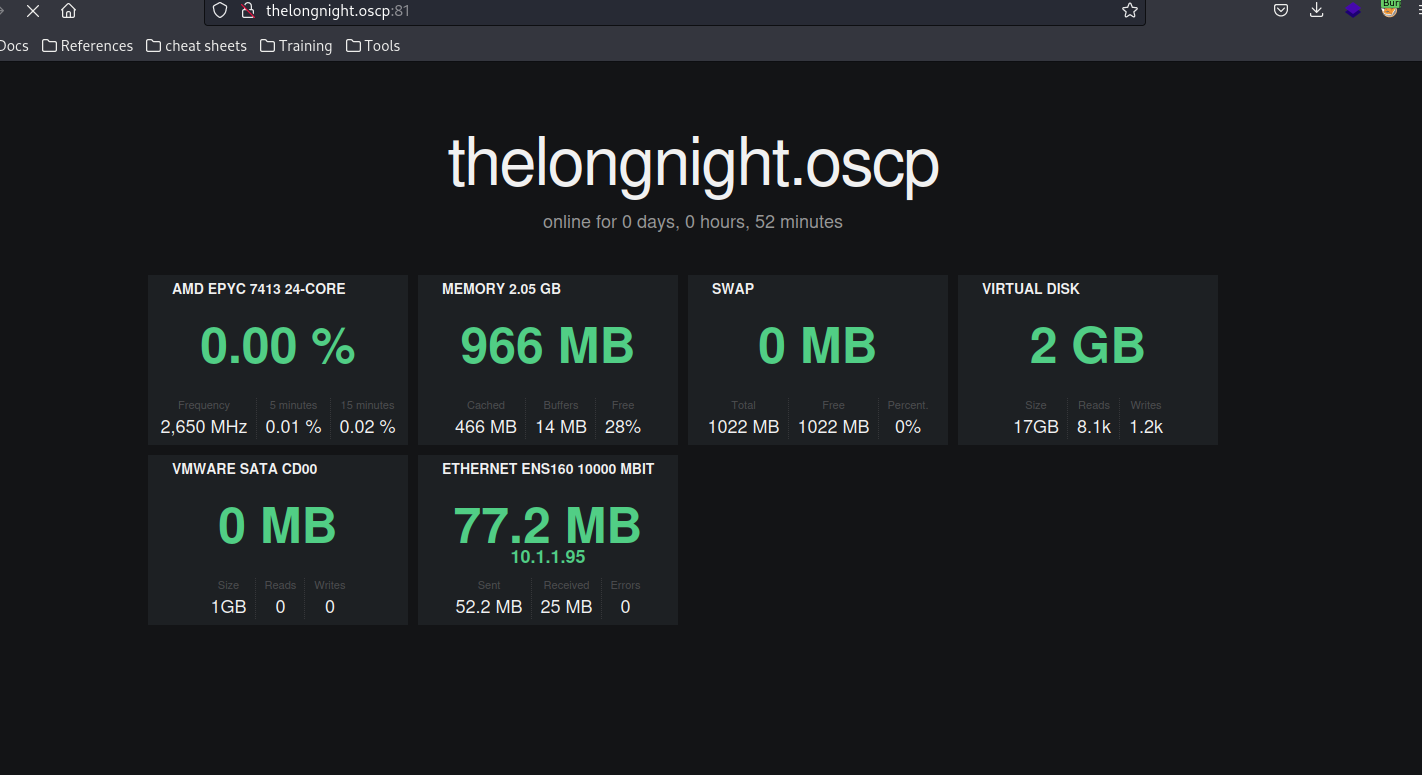 thelongnight.oscp:81
Docs References cheat sheets Training Tools
thelongnight.oscp
online for 0 days, 0 hours, 52 minutes
AMD EPYC 7413 24-CORE
0.00 %
Frequency 5 minutes 15 minutes
2,650 MHz 0.01 % 0.02 %
MEMORY 2.05 GB
966 MB
Cached Buffers Free
466 MB 14 MB 28%
SWAP
0 MB
Total Free Percent.
1022 MB 1022 MB 0%
VIRTUAL DISK
2 GB
Size Reads Writes
17GB 8.1k 1.2k
VMWARE SATA CD00
0 MB
Size Reads Writes
1GB 0 0
ETHERNET ENS160 10000 MBIT
77.2 MB
10.1.1.95
Sent Received Errors
52.2 MB 25 MB 0